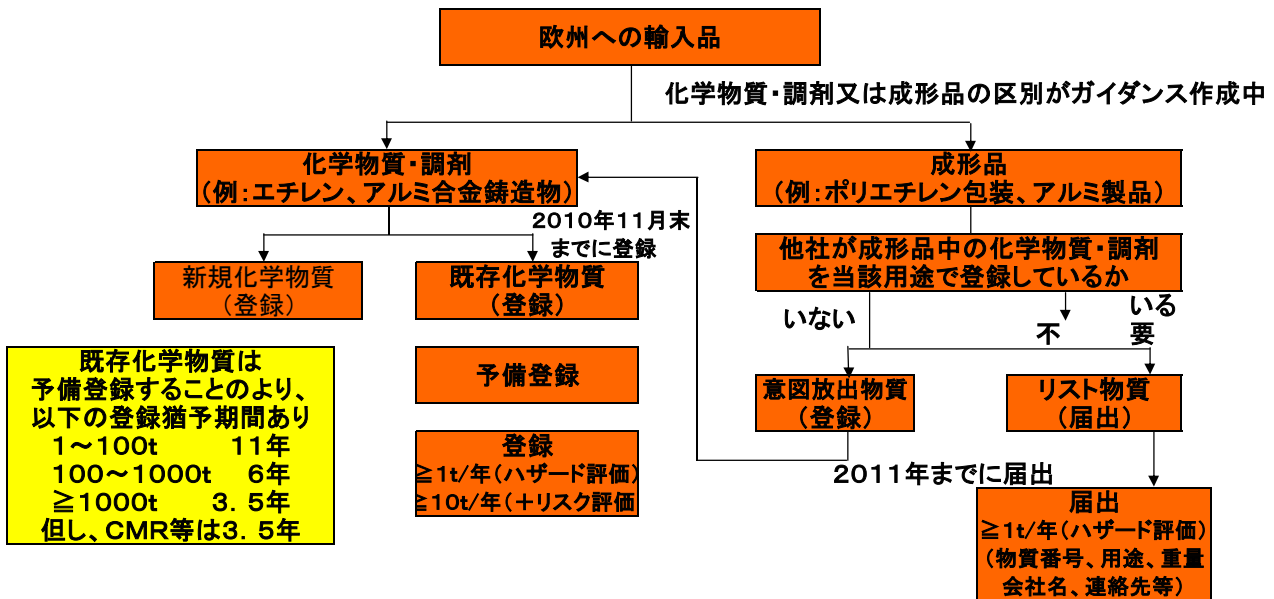 欧州への輸入品
化学物質・調剤又は成形品の区別がガイダンス作成中
化学物質・調剤
（例：エチレン、アルミ合金鋳造物）
成形品
（例：ポリエチレン包装、アルミ製品）
2010年11月末
までに登録
他社が成形品中の化学物質・調剤
を当該用途で登録しているか
新規化学物質
（登録）
既存化学物質
（登録）
いない
いる
不　要
既存化学物質は
予備登録することのより、
以下の登録猶予期間あり
1～100t　11年
100～1000t　6年
≧1000t　3．5年
但し、CMR等は3．5年
予備登録
意図放出物質
（登録）
リスト物質
（届出）
登録
≧1t/年（ハザード評価）
≧10t/年（＋リスク評価
2011年までに届出
届出
≧1t/年（ハザード評価）
（物質番号、用途、重量
会社名、連絡先等）